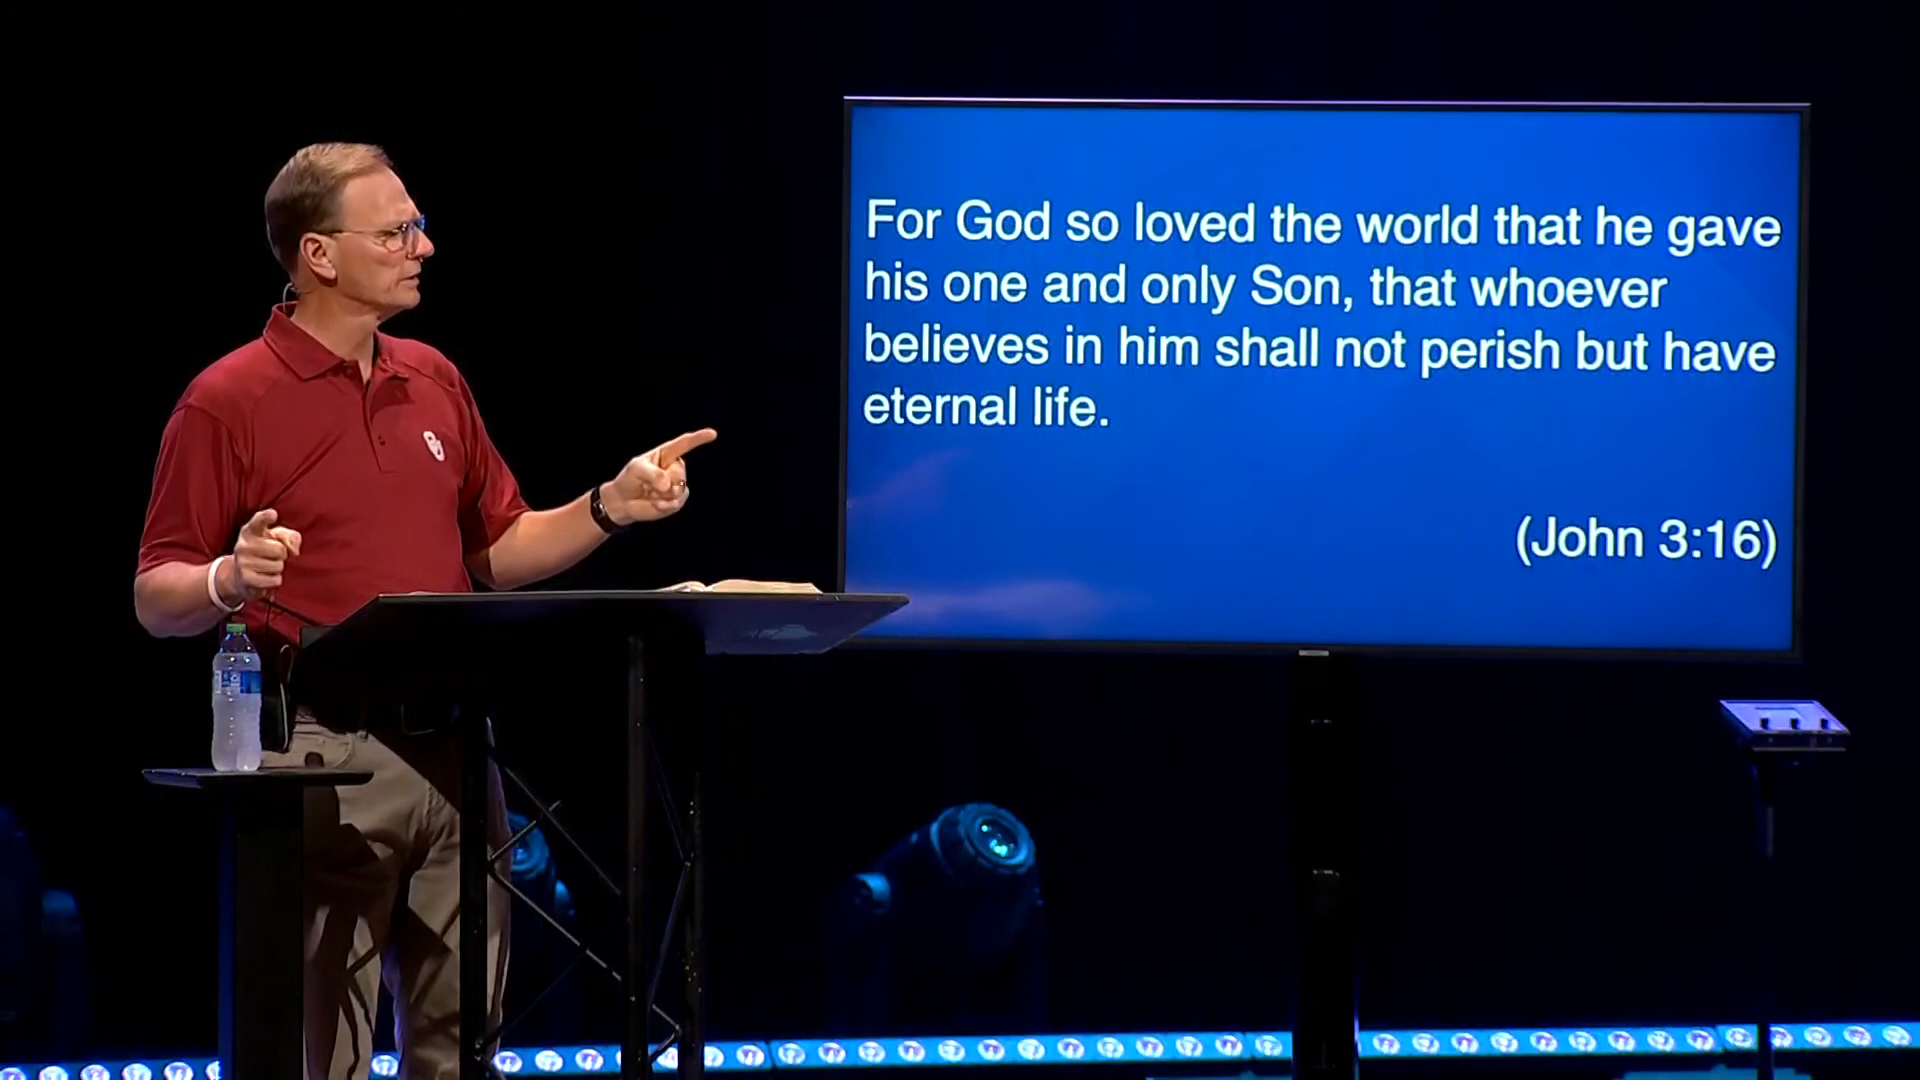 For God so loved the world that he gave
his one and only Son, that whoever
believes in him shall not perish but have
eternal life.
(John 3:16)